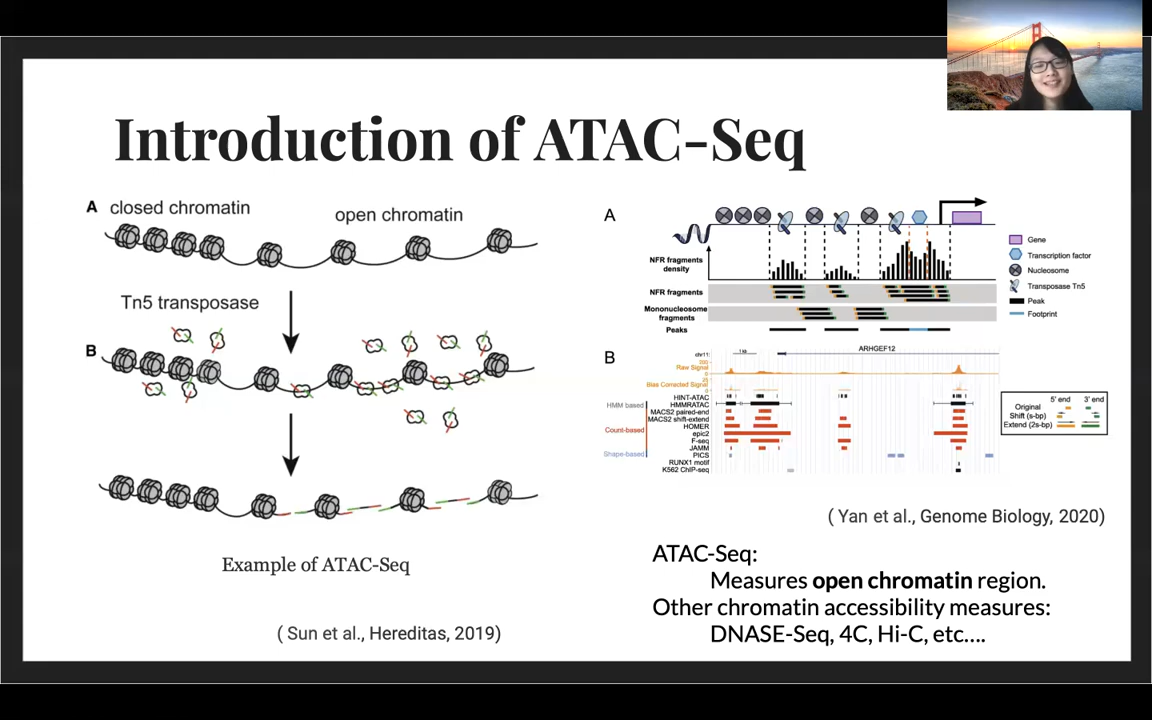 Introduction of ATAC-Seq
A closed chromatin
open chromatin
Tn5 transposase
B
Example of ATAC-Seq
( Sun et al., Hereditas, 2019)
A
NFR fragments
density
NFR fragments
Mononucleosome
fragments
Peaks
Gene
Transcription factor
Nucleosome
Transposase Tn5
Peak
Footprint
B
ARHGEF12
chr11:
1 kb
200
Raw Signal
0
Bias Corrected Signal
0
HINT-ATAC
HMM based
HMMRATAC
MACS2 paired-end
MACS2 shift-extend
HOMER
Count-based
epic2
F-seq
JAMM
Shape-based
PICS
RUNX1 motif
K562 ChIP-seq
5' end 3' end
Original
Shift (s-bp)
Extend (2s-bp)
( Yan et al., Genome Biology, 2020)
ATAC-Seq:
Measures open chromatin region.
Other chromatin accessibility measures:
DNASE-Seq, 4C, Hi-C, etc....